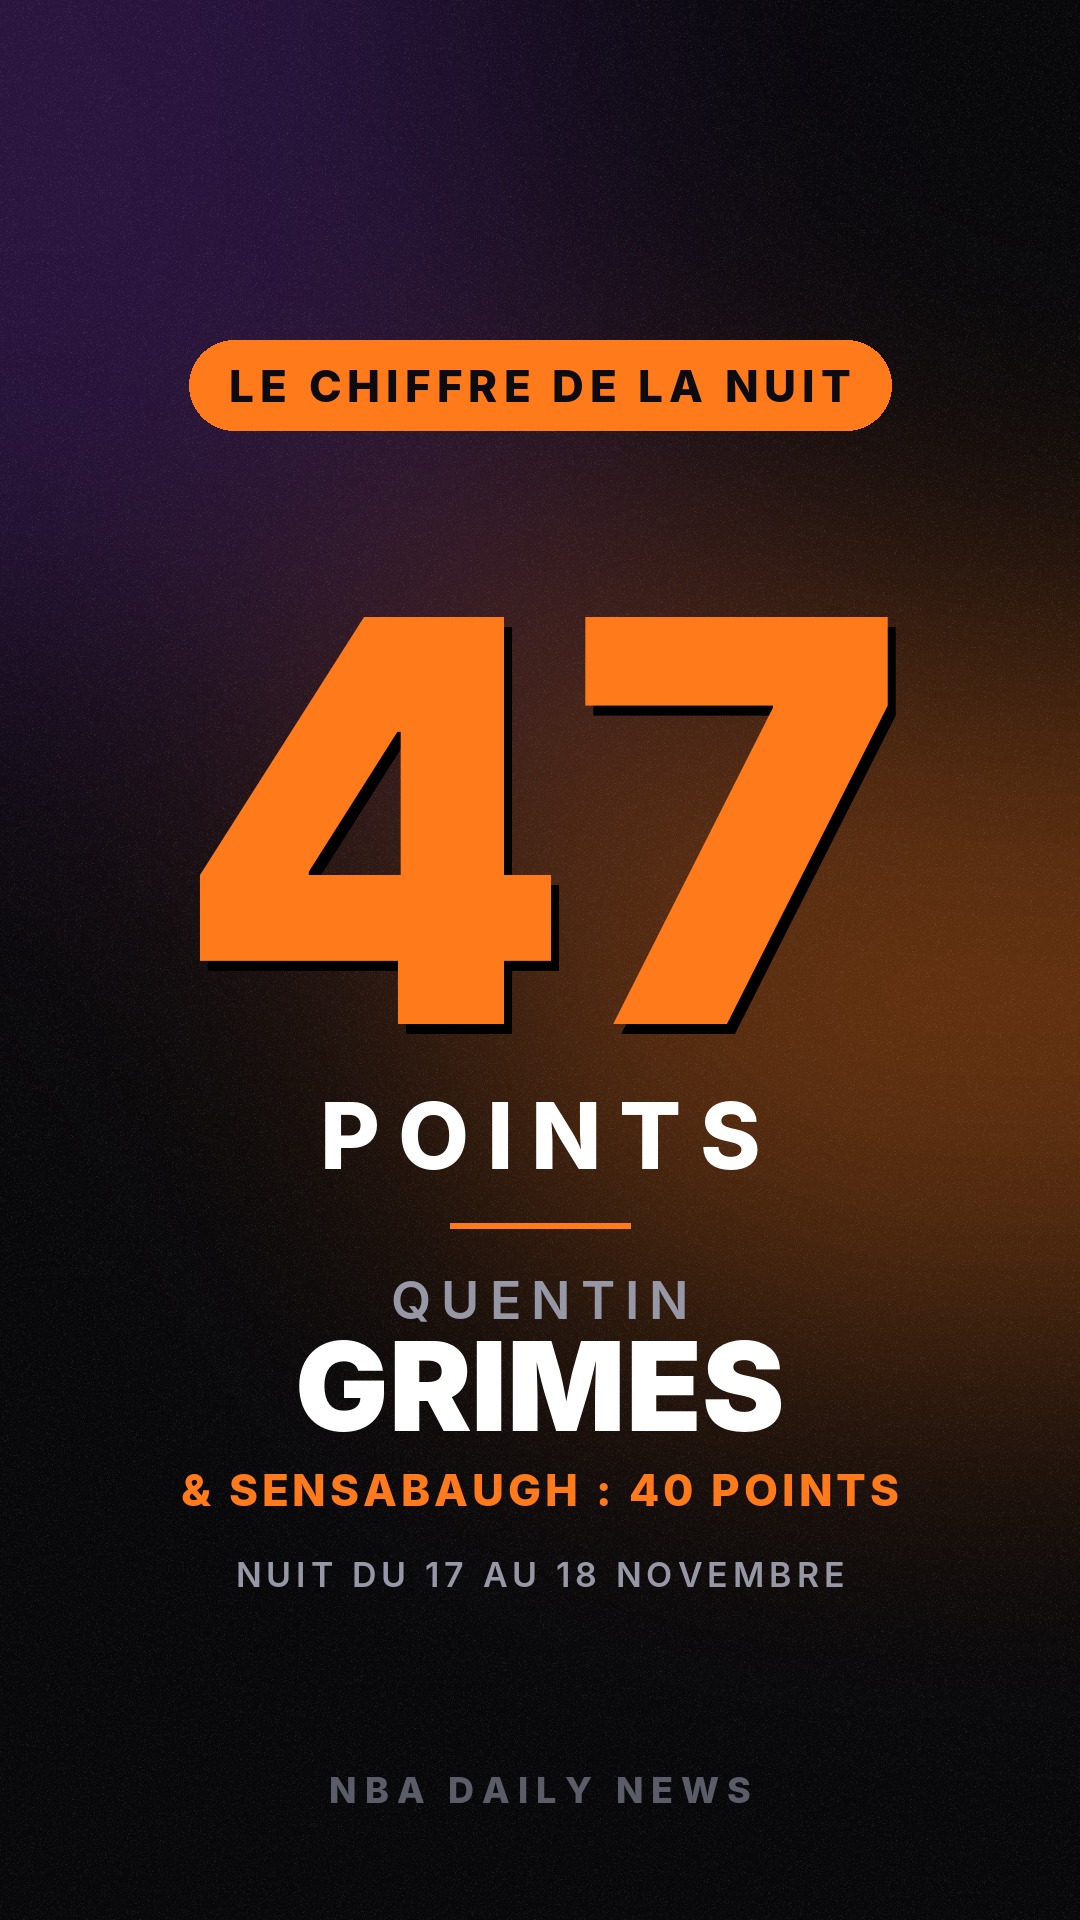 LE CHIFFRE DE LA NUIT
47
POINTS
QUENTIN
GRIMES
& SENSABAUGH : 40 POINTS
NUIT DU 17 AU 18 NOVEMBRE
NBA DAILY NEWS